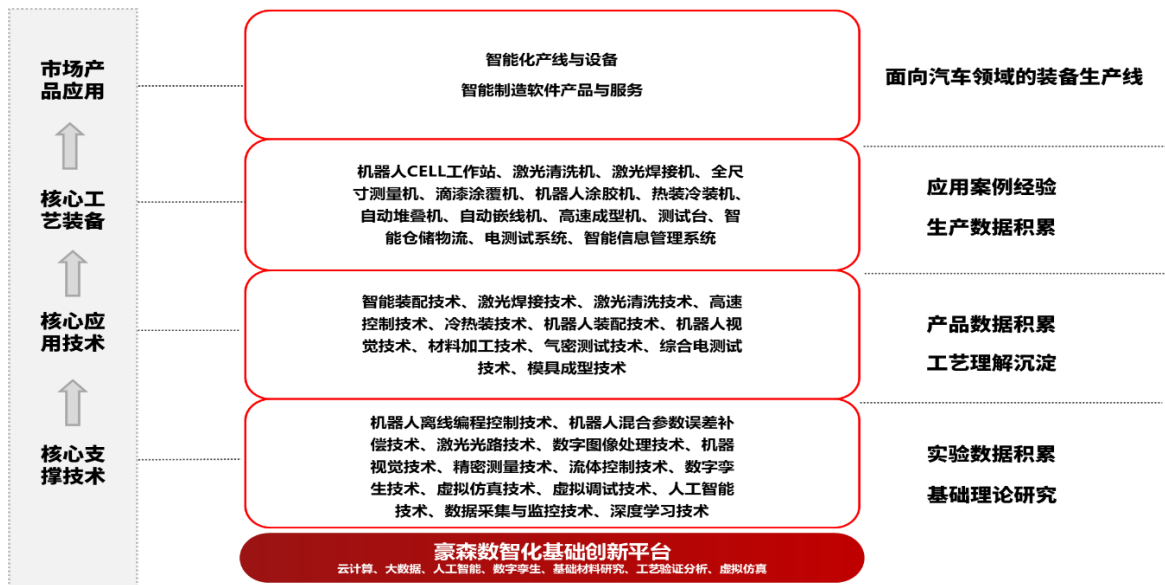 市场产
品应用
智能化产线与设备
智能制造软件产品与服务
面向汽车领域的装备生产线
核心工
艺装备
机器人CELL工作站、激光清洗机、激光焊接机、全尺
寸测量机、滴漆涂覆机、机器人涂胶机、热装冷装机、
自动堆叠机、自动嵌线机、高速成型机、测试台、智
能仓储物流、电测试系统、智能信息管理系统
应用案例经验
生产数据积累
核心应
用技术
智能装配技术、激光焊接技术、激光清洗技术、高速
控制技术、冷热装技术、机器人装配技术、机器人视
觉技术、材料加工技术、气密测试技术、综合电测试
技术、模具成型技术
产品数据积累
工艺理解沉淀
核心支
撑技术
机器人离线编程控制技术、机器人混合参数误差补
偿技术、激光光路技术、数字图像处理技术、机器
视觉技术、精密测量技术、流体控制技术、数字孪
生技术、虚拟仿真技术、虚拟调试技术、人工智能
技术、数据采集与监控技术、深度学习技术
实验数据积累
基础理论研究
豪森数智化基础创新平台
云计算、大数据、人工智能、数字孪生、基础材料研究、工艺验证分析、虚拟仿真